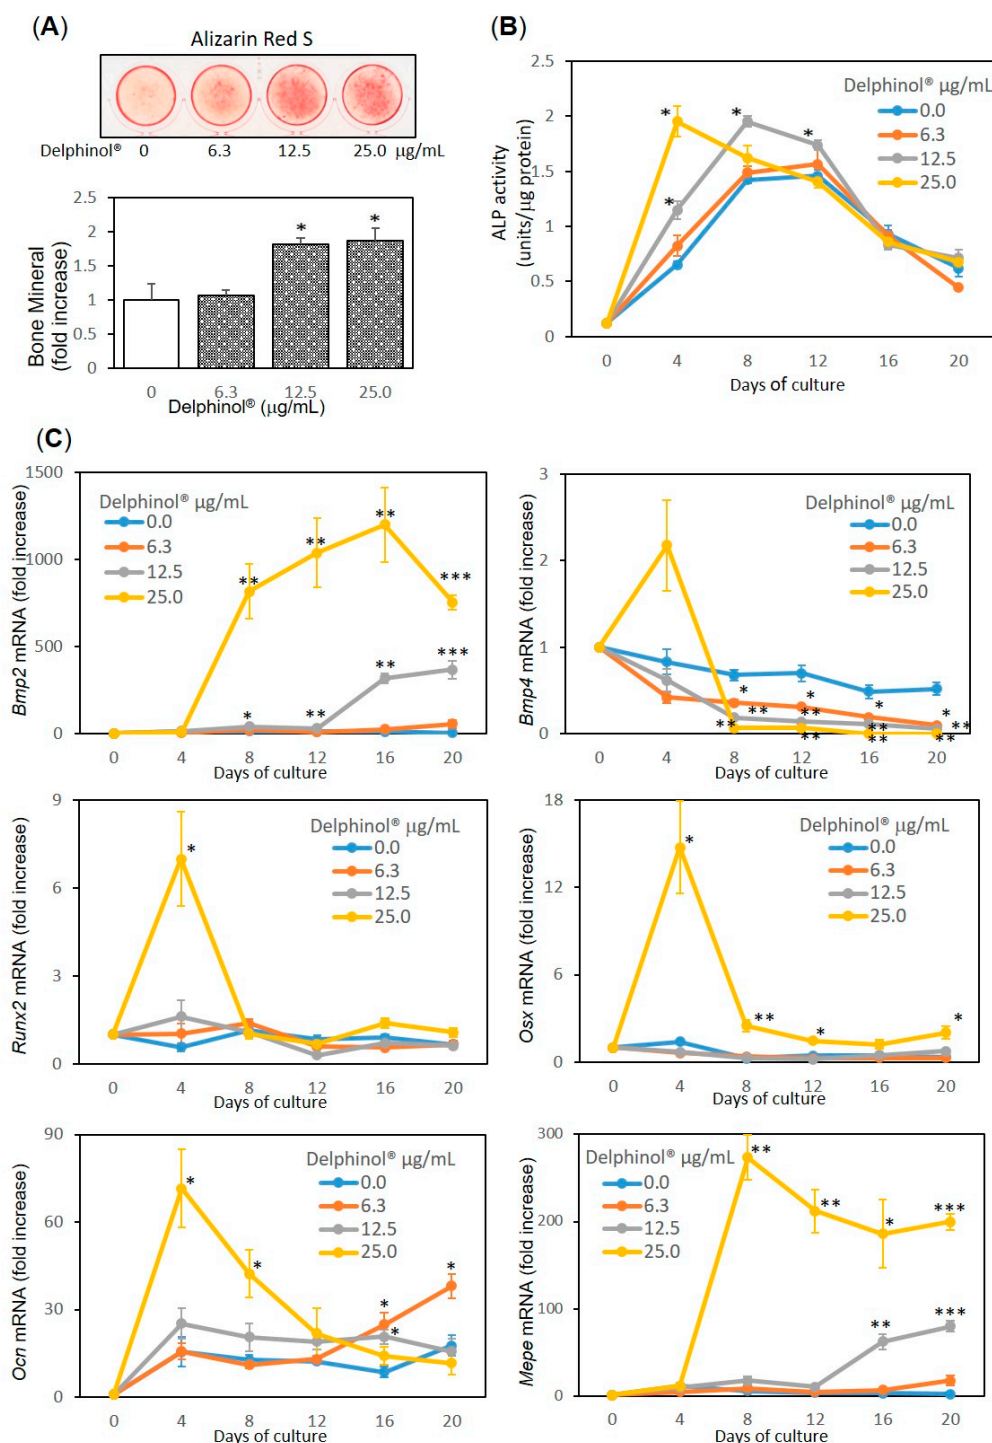 (A)
Alizarin Red S
Delphinol® 0 6.3 12.5 25.0 μg/mL
Bone Mineral
(fold increase)
2.5
2
1.5
1
0.5
0
* *
0 6.3 12.5 25.0
Delphinol® (μg/mL)
(B)
ALP activity
(units/μg protein)
2.5
2
1.5
1
0.5
0
Delphinol® μg/mL
0.0
6.3
12.5
25.0
* * *
*
0 4 8 12 16 20
Days of culture
(C)
Bmp2 mRNA (fold increase)
1500
1000
500
0
Delphinol® μg/mL
0.0
6.3
12.5
25.0
** ** ** ***
* ** ** ***
0 4 8 12 16 20
Days of culture
Bmp4 mRNA (fold increase)
3
2
1
0
Delphinol® μg/mL
0.0
6.3
12.5
25.0
* * * *
** ** ** **
** ** ** **
0 4 8 12 16 20
Days of culture
Runx2 mRNA (fold increase)
9
6
3
0
Delphinol® μg/mL
0.0
6.3
12.5
25.0
*
0 4 8 12 16 20
Days of culture
Osx mRNA (fold increase)
18
12
6
0
Delphinol® μg/mL
0.0
6.3
12.5
25.0
*
** * *
0 4 8 12 16 20
Days of culture
Ocn mRNA (fold increase)
90
60
30
0
Delphinol® μg/mL
0.0
6.3
12.5
25.0
*
* * *
*
0 4 8 12 16 20
Days of culture
Mepe mRNA (fold increase)
300
200
100
0
Delphinol® μg/mL
0.0
6.3
12.5
25.0
** ** * ***
** ***
0 4 8 12 16 20
Days of culture